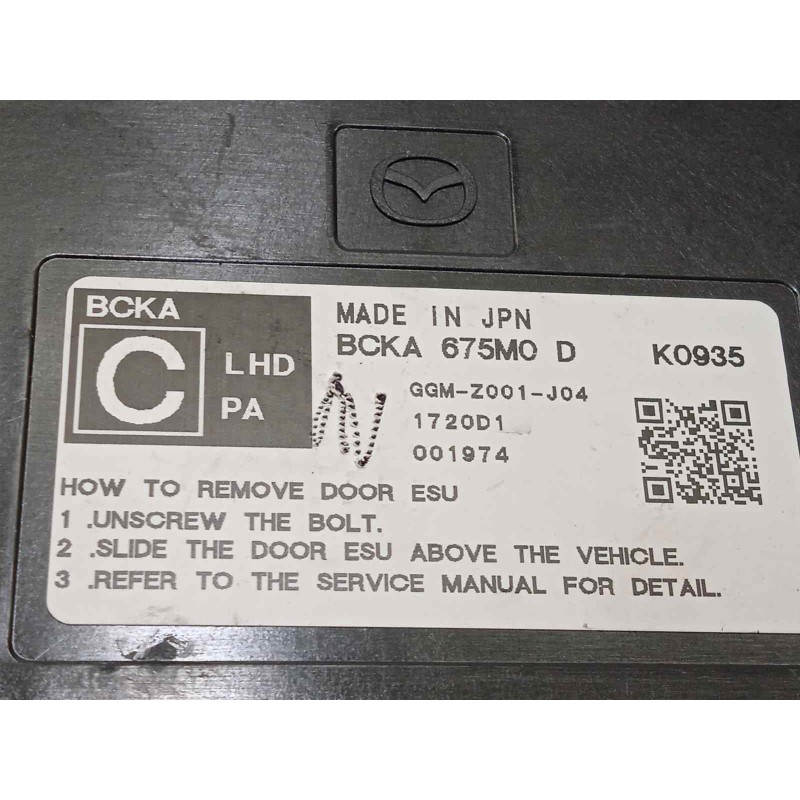 BCKA
C
LHD
PA
MADE IN JPN
BCKA 675M0 D
K0935
GGM-Z001-J04
1720D1
001974
HOW TO REMOVE DOOR ESU
1 .UNSCREW THE BOLT.
2 .SLIDE THE DOOR ESU ABOVE THE VEHICLE.
3 .REFER TO THE SERVICE MANUAL FOR DETAIL.